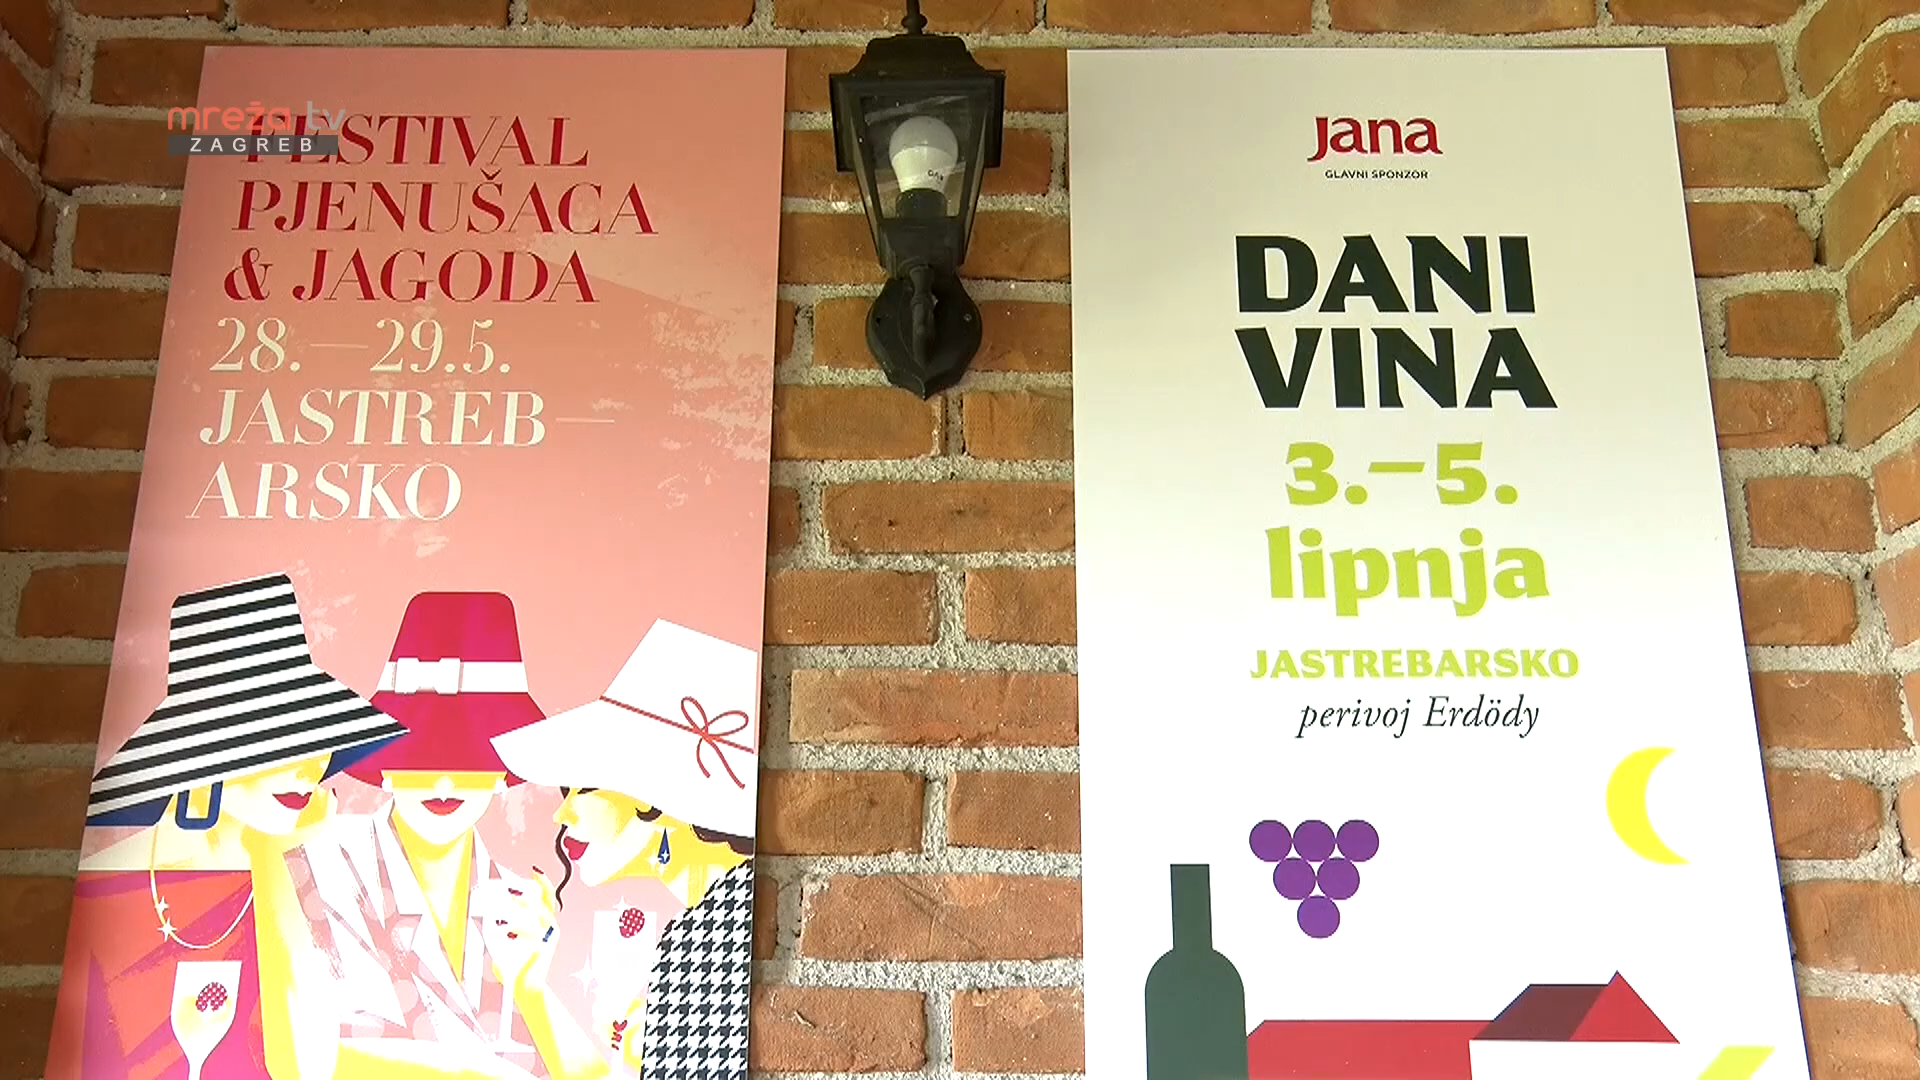 mreža tv
ZAGREB
FESTIVAL
PJENUŠACA
& JAGODA
28.—29.5.
JASTREB—
ARSKO
Jana
GLAVNI SPONZOR
DANI
VINA
3.–5.
lipnja
JASTREBARSKO
perivoj Erdödy